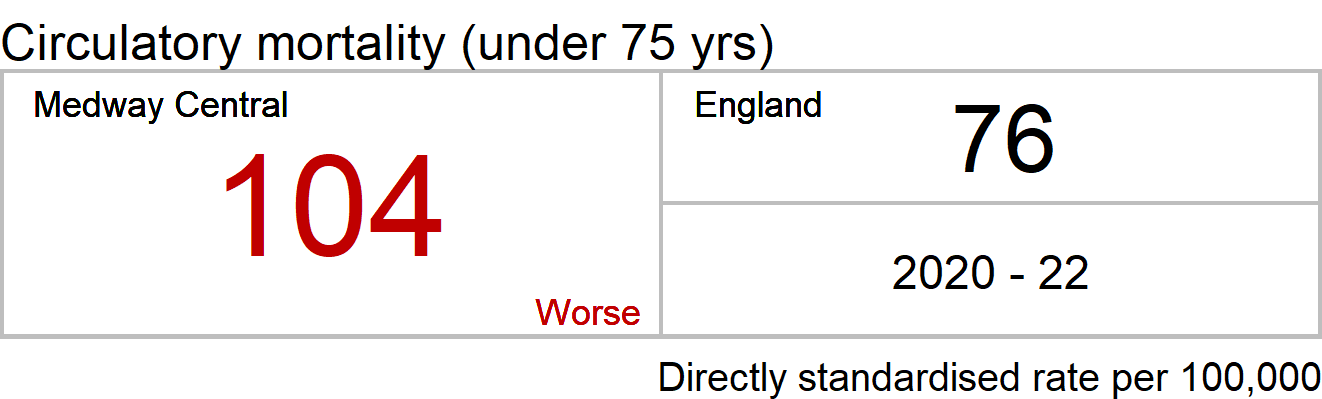 Circulatory mortality (under 75 yrs)
Medway Central
104
Worse
England
76
2020 - 22
Directly standardised rate per 100,000